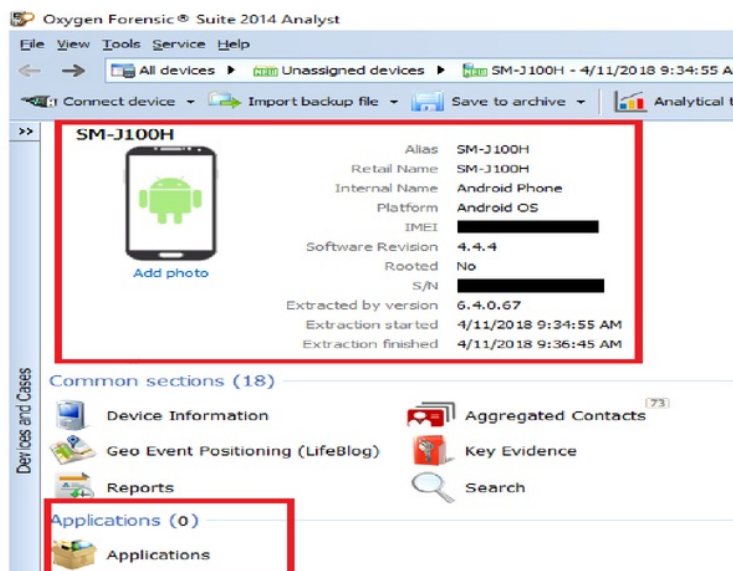 Oxygen Forensic® Suite 2014 Analyst
File View Tools Service Help
All devices Unassigned devices SM-J100H - 4/11/2018 9:34:55 A
Connect device Import backup file Save to archive Analytical t
>>
SM-J100H
Add photo
Alias SM-J100H
Retail Name SM-J100H
Internal Name Android Phone
Platform Android OS
IMEI
Software Revision 4.4.4
Rooted No
S/N
Extracted by version 6.4.0.67
Extraction started 4/11/2018 9:34:55 AM
Extraction finished 4/11/2018 9:36:45 AM
Devices and Cases
Common sections (18)
Device Information Aggregated Contacts 73
Geo Event Positioning (LifeBlog) Key Evidence
Reports Search
Applications (0)
Applications